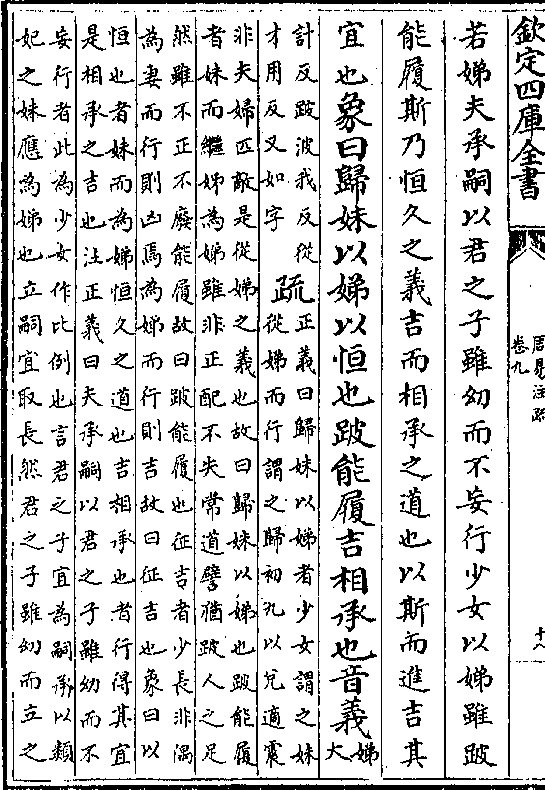 欽定四庫全書
周易注疏
卷九
十八
若娣夫承嗣以君之子雖幼而不妄行少女以娣雖跛
能履斯乃恒久之義吉而相承之道也以斯而進吉其
宜也象曰歸妹以娣以恒也跛能履吉相承也音義娣
大
計反跛波我反從
才用反又如字
疏
正義曰歸妹以娣者少女謂之妹
從娣而行謂之歸初九以兌適震
非夫婦匹敵是從娣之義也故曰歸妹以娣也跛能履
者妹而繼姊為娣雖非正配不失常道譬猶跛人之足
然雖不正不廢能履故曰跛能履也征吉者少長非偶
為妻而行則凶焉為娣而行則吉故曰征吉也象曰以
恒也者妹而為娣恒久之道也吉相承也者行得其宜
是相承之吉也注正義曰夫承嗣以君之子雖幼而不
妄行者此為少女作比例也言君之子宜為嗣承以類
妃之妹應為娣也立嗣宜取長然君之子雖幼而立之